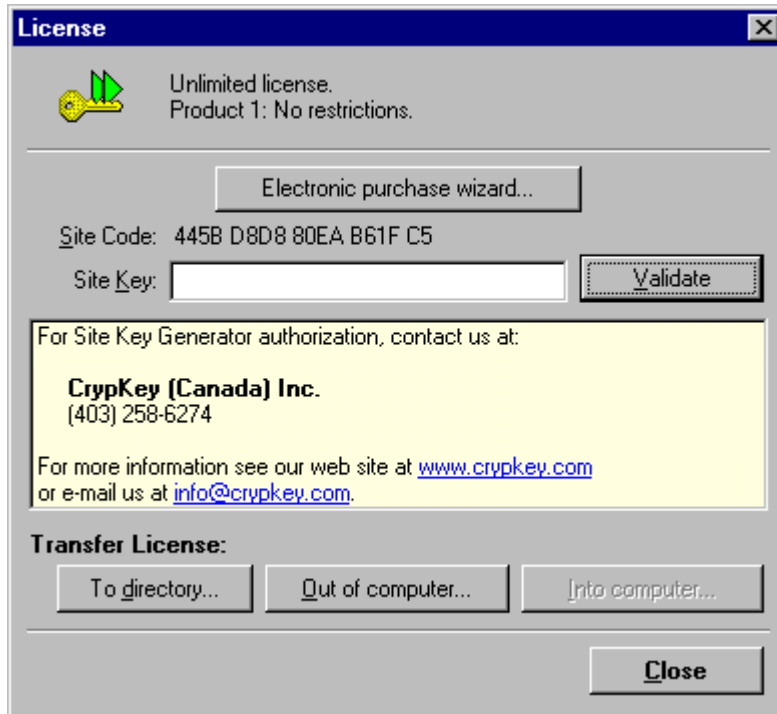 License
Unlimited license.
Product 1: No restrictions.
Electronic purchase wizard...
Site Code: 445B D8D8 80EA B61F C5
Site Key:
Validate
For Site Key Generator authorization, contact us at:
CrypKey (Canada) Inc.
(403) 258-6274
For more information see our web site at www.crypkey.com
or e-mail us at info@crypkey.com.
Transfer License:
To directory... Out of computer... Into computer...
Close